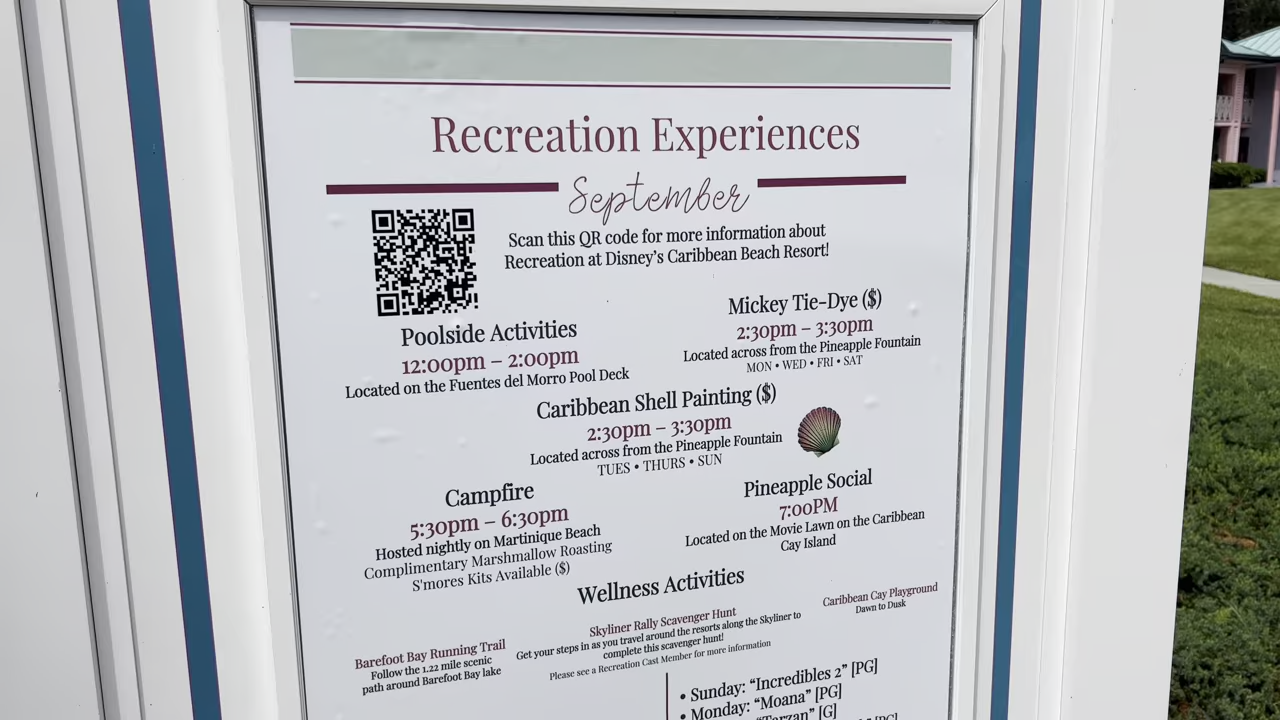 Recreation Experiences
September
Scan this QR code for more information about
Recreation at Disney's Caribbean Beach Resort!
Poolside Activities
12:00pm – 2:00pm
Located on the Fuentes del Morro Pool Deck
Mickey Tie-Dye ($)
2:30pm – 3:30pm
Located across from the Pineapple Fountain
MON • WED • FRI • SAT
Caribbean Shell Painting ($)
2:30pm – 3:30pm
Located across from the Pineapple Fountain
TUES • THURS • SUN
Campfire
5:30pm – 6:30pm
Hosted nightly on Martinique Beach
Complimentary Marshmallow Roasting
S'mores Kits Available ($)
Pineapple Social
7:00PM
Located on the Movie Lawn on the Caribbean
Cay Island
Wellness Activities
Barefoot Bay Running Trail
Follow the 1.22 mile scenic
path around Barefoot Bay lake
Skyliner Rally Scavenger Hunt
Get your steps in as you travel around the resorts along the Skyliner to
complete this scavenger hunt!
Please see a Recreation Cast Member for more information
Caribbean Cay Playground
Dawn to Dusk
• Sunday: “Incredibles 2” [PG]
• Monday: “Moana” [PG]
“Tarzan” [G]
[PG]